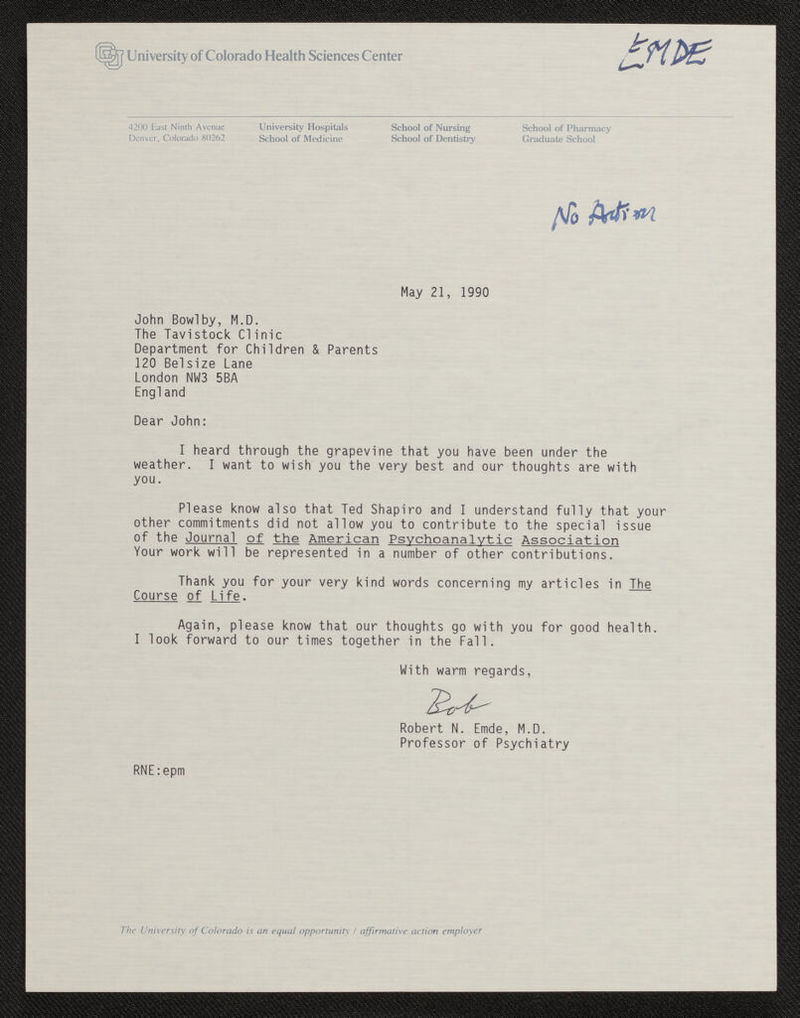 University of Colorado Health Sciences Center
EMDE
4200 East Ninth Avenue
Denver, Colorado 80262
University Hospitals
School of Medicine
School of Nursing
School of Dentistry
School of Pharmacy
Graduate School
No Action
May 21, 1990
John Bowlby, M.D.
The Tavistock Clinic
Department for Children & Parents
120 Belsize Lane
London NW3 5BA
England
Dear John:
I heard through the grapevine that you have been under the
weather. I want to wish you the very best and our thoughts are with
you.
Please know also that Ted Shapiro and I understand fully that your
other commitments did not allow you to contribute to the special issue
of the Journal of the American Psychoanalytic Association
Your work will be represented in a number of other contributions.
Thank you for your very kind words concerning my articles in The
Course of Life.
Again, please know that our thoughts go with you for good health.
I look forward to our times together in the Fall.
With warm regards,
Bob
Robert N. Emde, M.D.
Professor of Psychiatry
RNE:epm
The University of Colorado is an equal opportunity / affirmative action employer